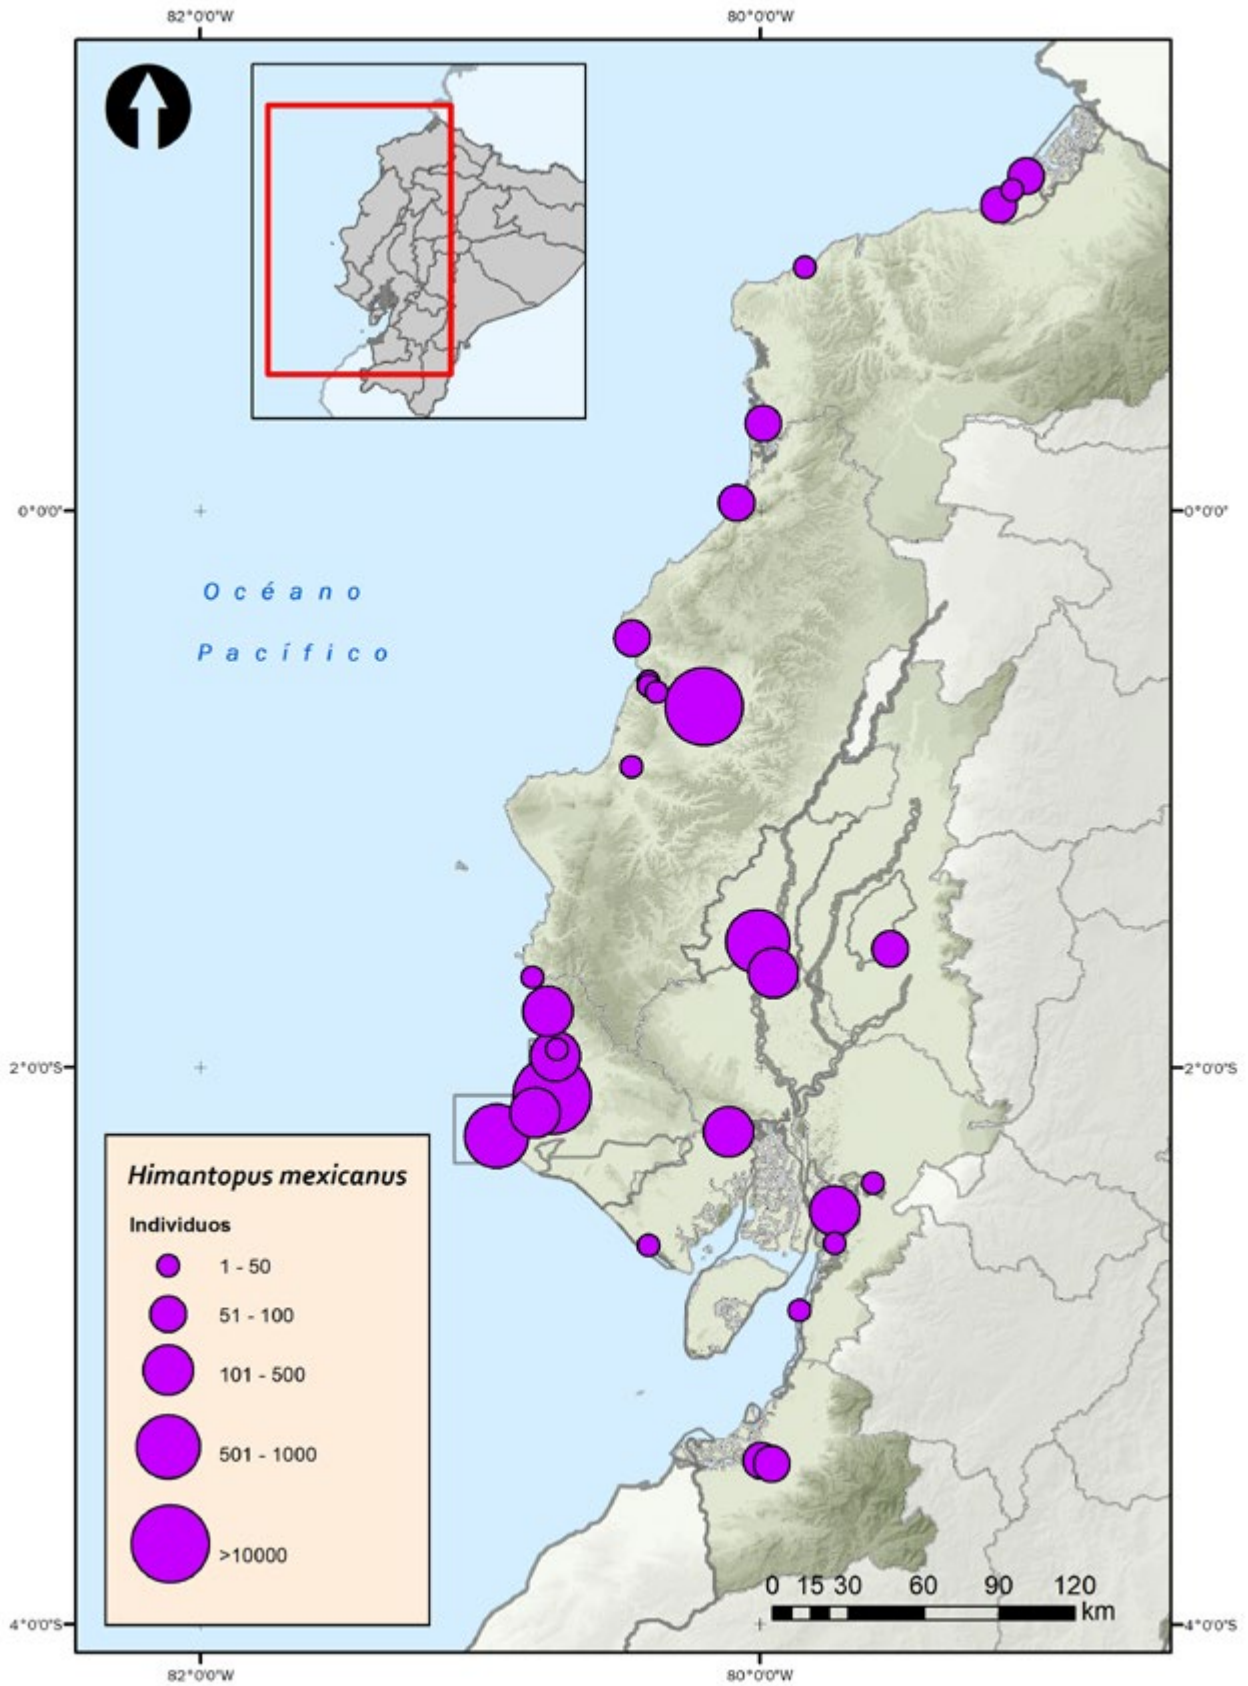 82°0'0"W 80°0'0"W
0°0'0" 0°0'0"
Océano
Pacífico
2°0'0"S 2°0'0"S
Himantopus mexicanus
Individuos
1 - 50
51 - 100
101 - 500
501 - 1000
>10000
0 15 30 60 90 120
km
4°0'0"S 4°0'0"S
82°0'0"W 80°0'0"W